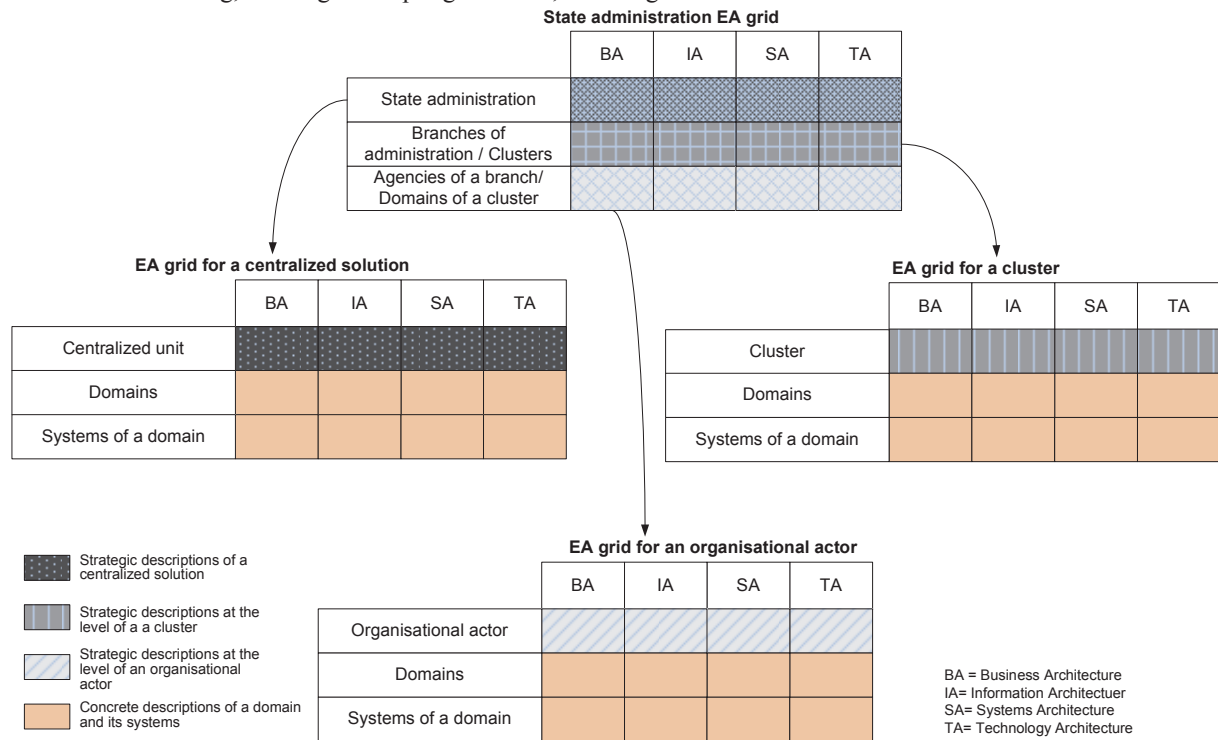 State administration EA grid
BA IA SA TA
State administration
Branches of
administration / Clusters
Agencies of a branch/
Domains of a cluster
EA grid for a centralized solution
BA IA SA TA
Centralized unit
Domains
Systems of a domain
EA grid for a cluster
BA IA SA TA
Cluster
Domains
Systems of a domain
EA grid for an organisational actor
BA IA SA TA
Organisational actor
Domains
Systems of a domain
Strategic descriptions of a
centralized solution
Strategic descriptions at the
level of a a cluster
Strategic descriptions at the
level of an organisational
actor
Concrete descriptions of a domain
and its systems
BA = Business Architecture
IA= Information Architectuer
SA= Systems Architecture
TA= Technology Architecture